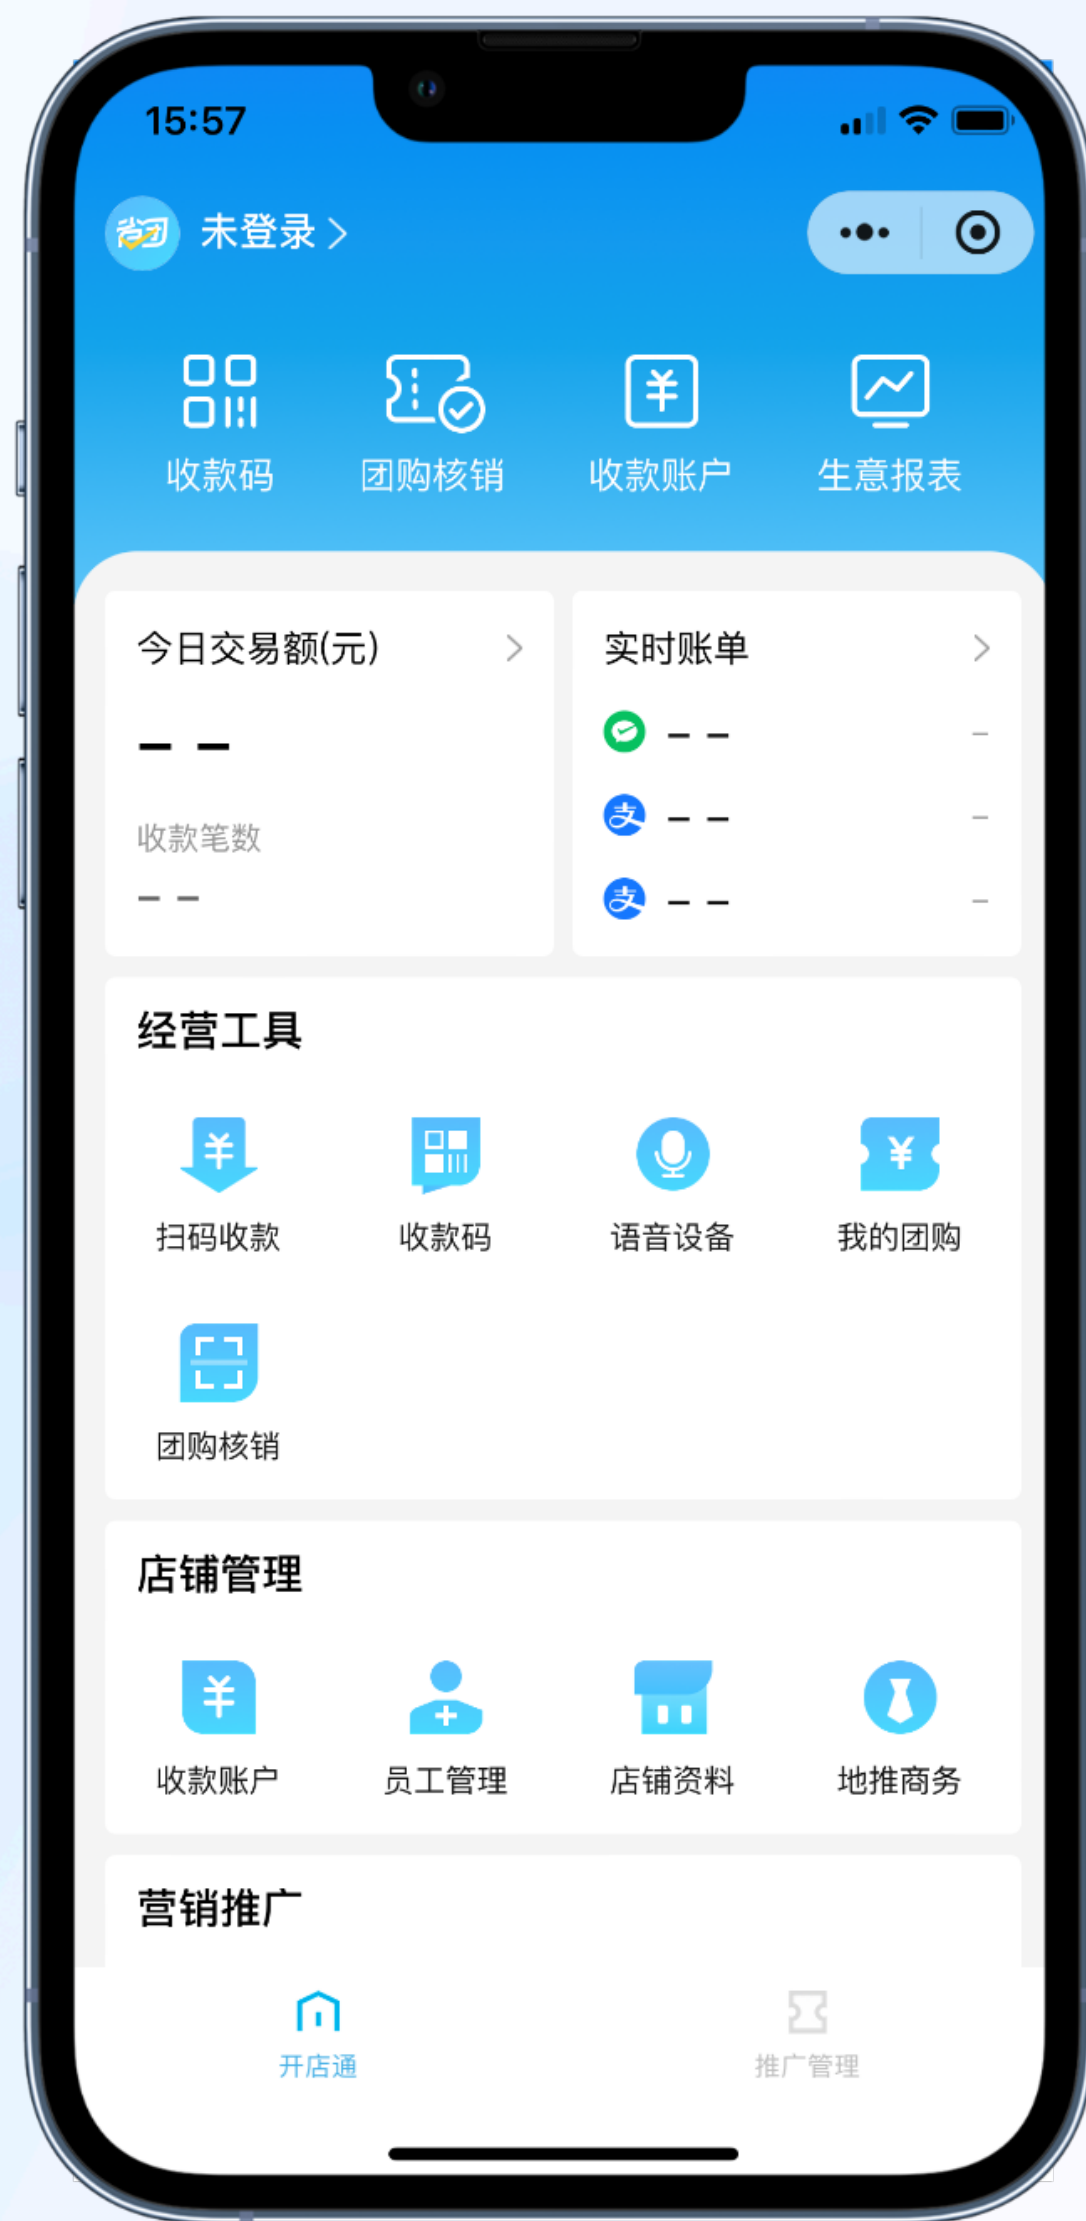 15:57
省团
未登录
收款码 团购核销 收款账户 生意报表
今日交易额(元)
– –
收款笔数
– –
实时账单
支 – – –
支 – – –
经营工具
扫码收款 收款码 语音设备 我的团购
团购核销
店铺管理
收款账户 员工管理 店铺资料 地推商务
营销推广
开店通 推广管理